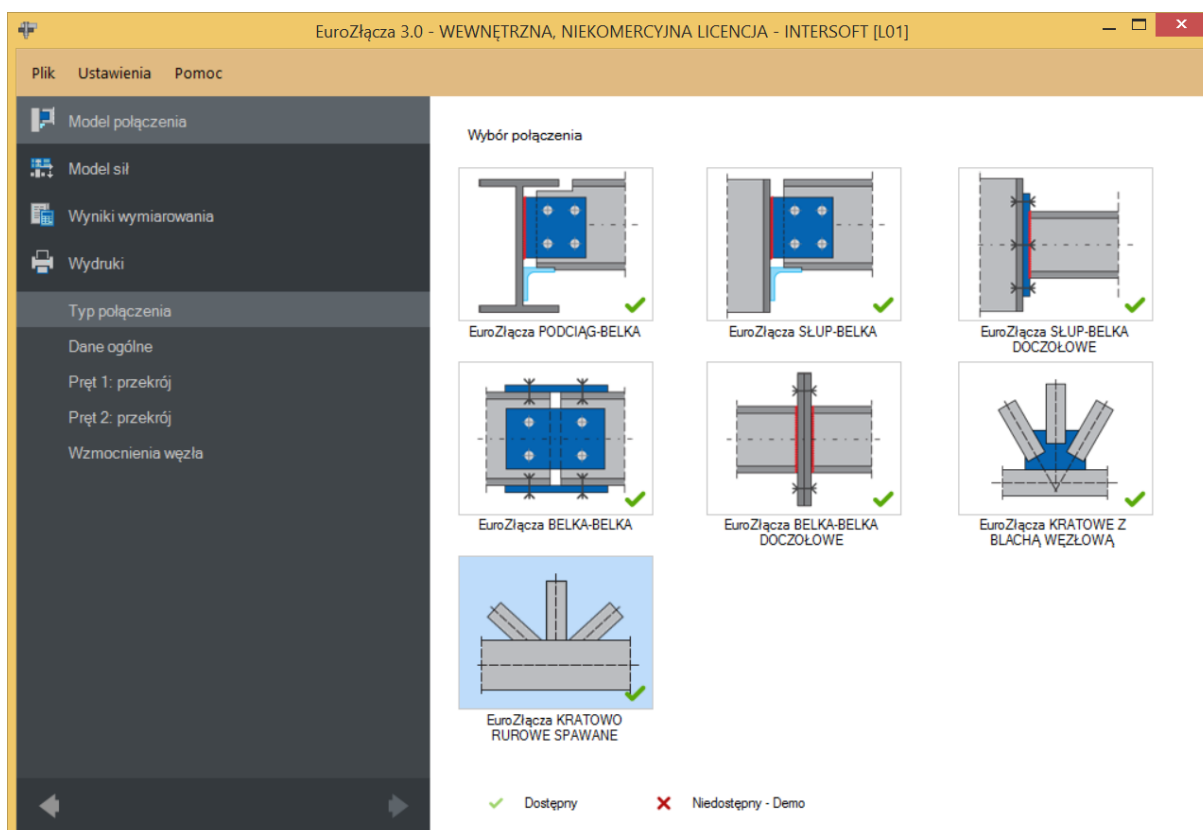 EuroZłącza 3.0 - WEWNĘTRZNA, NIEKOMERCYJNA LICENCJA - INTERSOFT [L01]
Plik Ustawienia Pomoc
Model połączenia
Model sił
Wyniki wymiarowania
Wydruki
Typ połączenia
Dane ogólne
Pręt 1: przekrój
Pręt 2: przekrój
Wzmocnienia węzła
Wybór połączenia
EuroZłącza PODCIĄG-BELKA
EuroZłącza SŁUP-BELKA
EuroZłącza SŁUP-BELKA
DOCZOŁOWE
EuroZłącza BELKA-BELKA
EuroZłącza BELKA-BELKA
DOCZOŁOWE
EuroZłącza KRATOWE Z
BLACHĄ WĘZŁOWĄ
EuroZłącza KRATOWO
RUROWE SPAWANE
Dostępny
Niedostępny - Demo